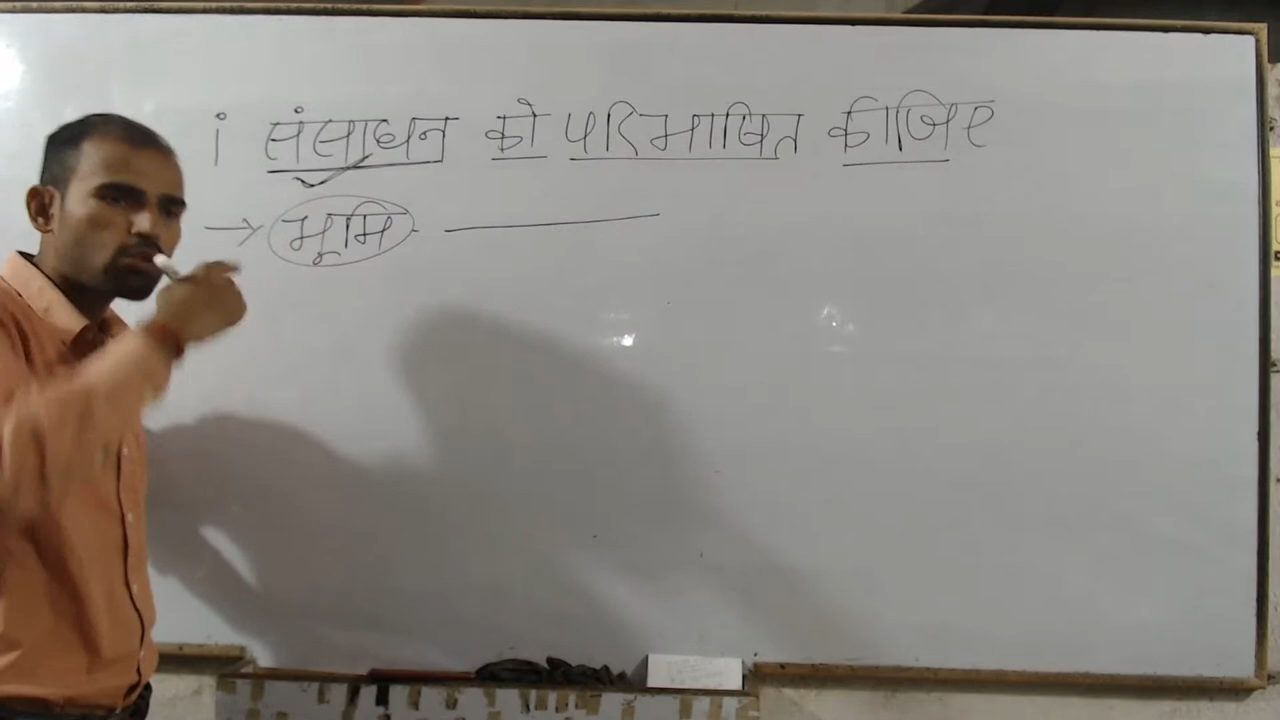 i संसाधन को परिभाषित कीजिए
→ भूमि